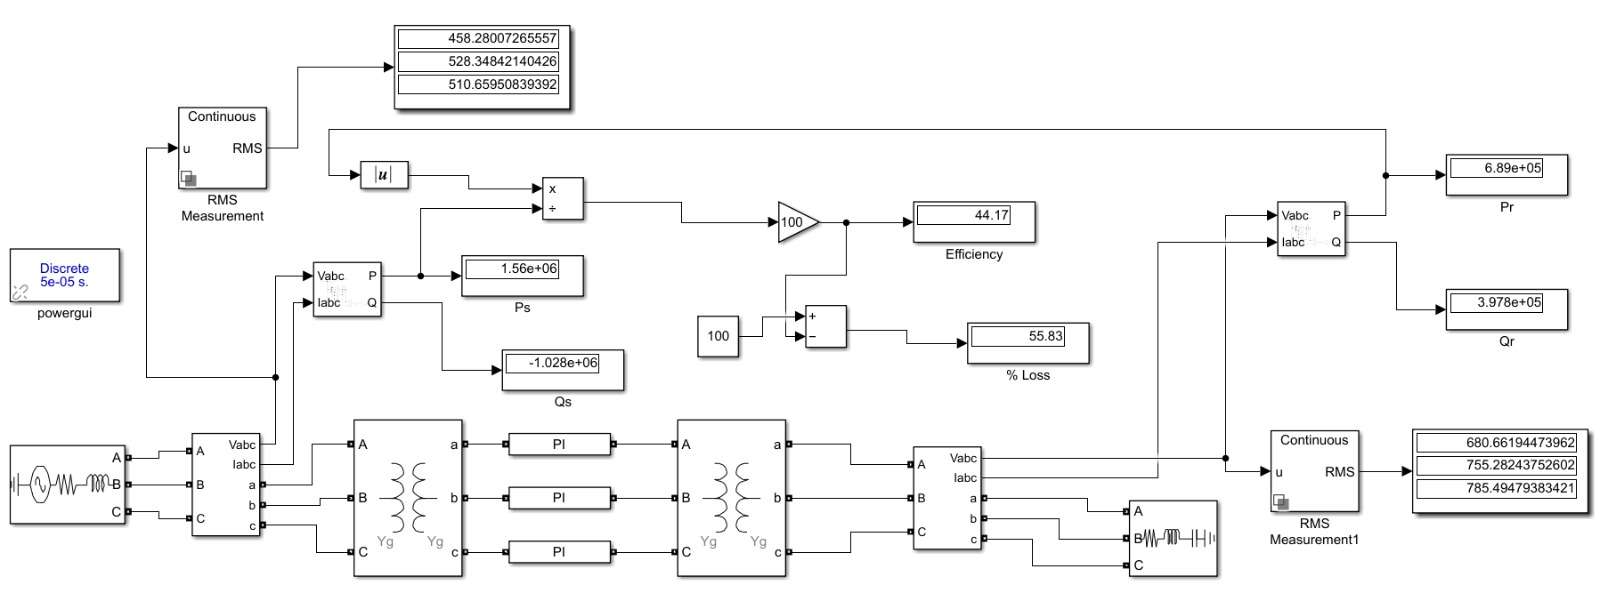 458.28007265557
528.34842140426
510.65950839392
Continuous
u
RMS
RMS
Measurement
|u|
x
÷
100
44.17
Efficiency
6.89e+05
Pr
Vabc
P
Iabc
Q
3.978e+05
Qr
Discrete
5e-05 s.
powergui
Vabc
P
Iabc
Q
1.56e+06
Ps
-1.028e+06
Qs
100
+
−
55.83
% Loss
A
B
C
A
B
C
Vabc
Iabc
a
b
c
A
B
C
Yg
Yg
a
b
c
PI
PI
PI
A
B
C
Yg
Yg
a
b
c
A
B
C
Vabc
Iabc
a
b
c
A
B
C
Continuous
u
RMS
RMS
Measurement1
680.66194473962
755.28243752602
785.49479383421